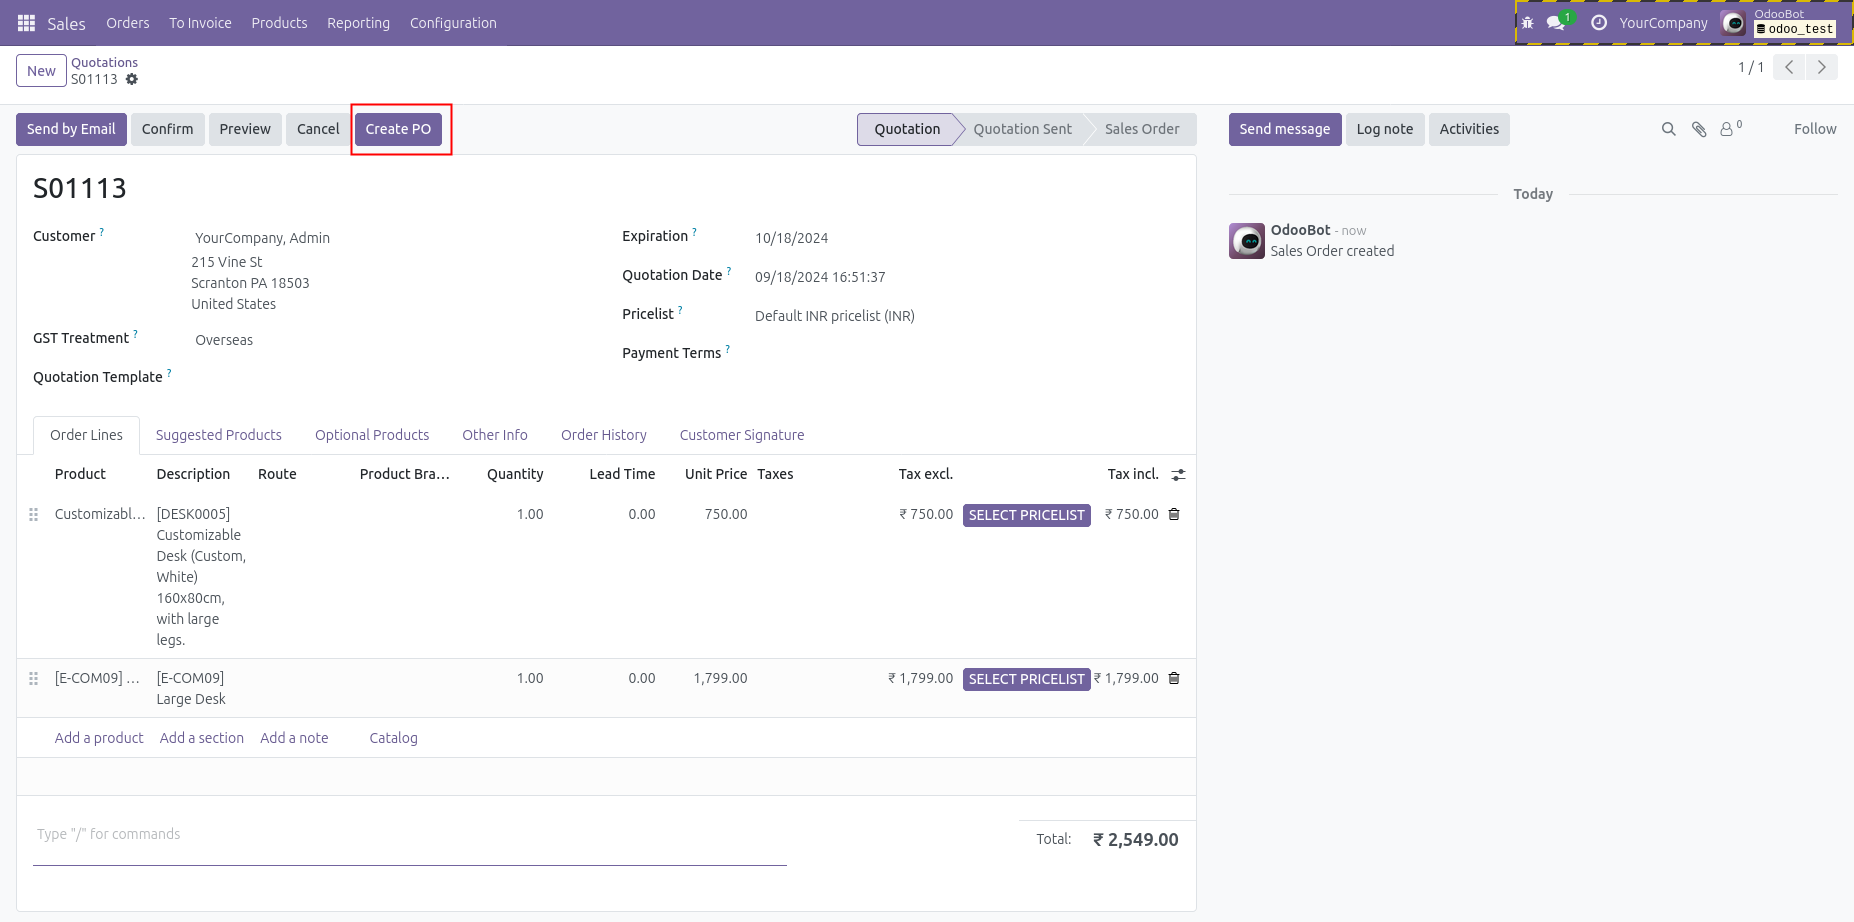 Sales Orders To Invoice Products Reporting Configuration 1 YourCompany OdooBot
odoo_test
New Quotations
S01113
1 / 1
Send by Email Confirm Preview Cancel Create PO Quotation Quotation Sent Sales Order Send message Log note Activities 0 Follow
S01113
Today
Customer ? YourCompany, Admin
215 Vine St
Scranton PA 18503
United States
Expiration ? 10/18/2024
Quotation Date ? 09/18/2024 16:51:37
Pricelist ? Default INR pricelist (INR)
Payment Terms ?
OdooBot - now
Sales Order created
GST Treatment ? Overseas
Quotation Template ?
Order Lines Suggested Products Optional Products Other Info Order History Customer Signature
Product Description Route Product Bra... Quantity Lead Time Unit Price Taxes Tax excl. Tax incl.
Customizabl... [DESK0005] 1.00 0.00 750.00 ₹ 750.00 SELECT PRICELIST ₹ 750.00
Customizable
Desk (Custom,
White)
160x80cm,
with large
legs.
[E-COM09] ... [E-COM09] 1.00 0.00 1,799.00 ₹ 1,799.00 SELECT PRICELIST ₹ 1,799.00
Large Desk
Add a product Add a section Add a note Catalog
Type "/" for commands
Total: ₹ 2,549.00